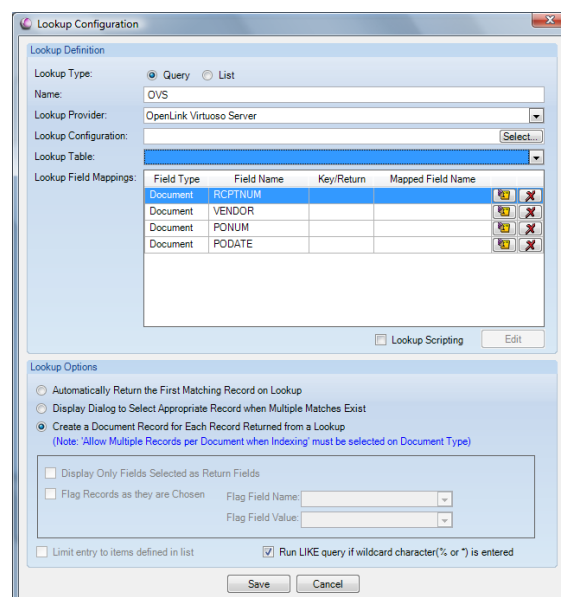 Lookup Configuration
Lookup Definition
Lookup Type: Query List
Name: OVS
Lookup Provider: OpenLink Virtuoso Server
Lookup Configuration: Select...
Lookup Table:
Lookup Field Mappings: Field Type Field Name Key/Return Mapped Field Name
Document RCPTNUM
Document VENDOR
Document PONUM
Document PODATE
Lookup Scripting Edit
Lookup Options
Automatically Return the First Matching Record on Lookup
Display Dialog to Select Appropriate Record when Multiple Matches Exist
Create a Document Record for Each Record Returned from a Lookup
(Note: 'Allow Multiple Records per Document when Indexing' must be selected on Document Type)
Display Only Fields Selected as Return Fields
Flag Records as they are Chosen Flag Field Name:
Flag Field Value:
Limit entry to items defined in list Run LIKE query if wildcard character(% or *) is entered
Save Cancel